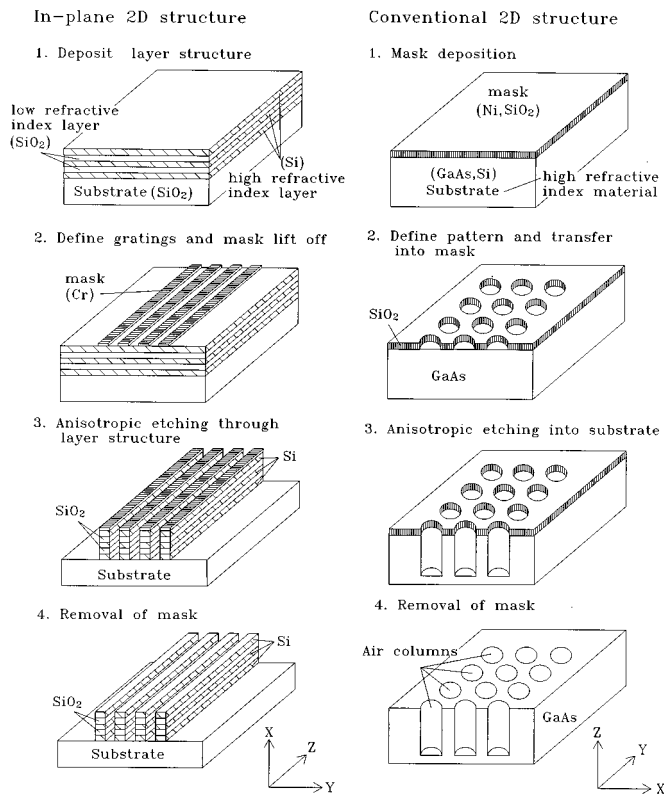 In-plane 2D structure
1. Deposit layer structure
low refractive
index layer
(SiO2)
(Si)
high refractive
index layer
Substrate (SiO2)
2. Define gratings and mask lift off
mask
(Cr)
3. Anisotropic etching through
layer structure
Si
SiO2
Substrate
4. Removal of mask
Si
SiO2
Substrate
X
Z
Y
Conventional 2D structure
1. Mask deposition
mask
(Ni,SiO2)
(GaAs,Si)
Substrate
high refractive
index material
2. Define pattern and transfer
into mask
SiO2
GaAs
3. Anisotropic etching into substrate
4. Removal of mask
Air columns
GaAs
Z
Y
X